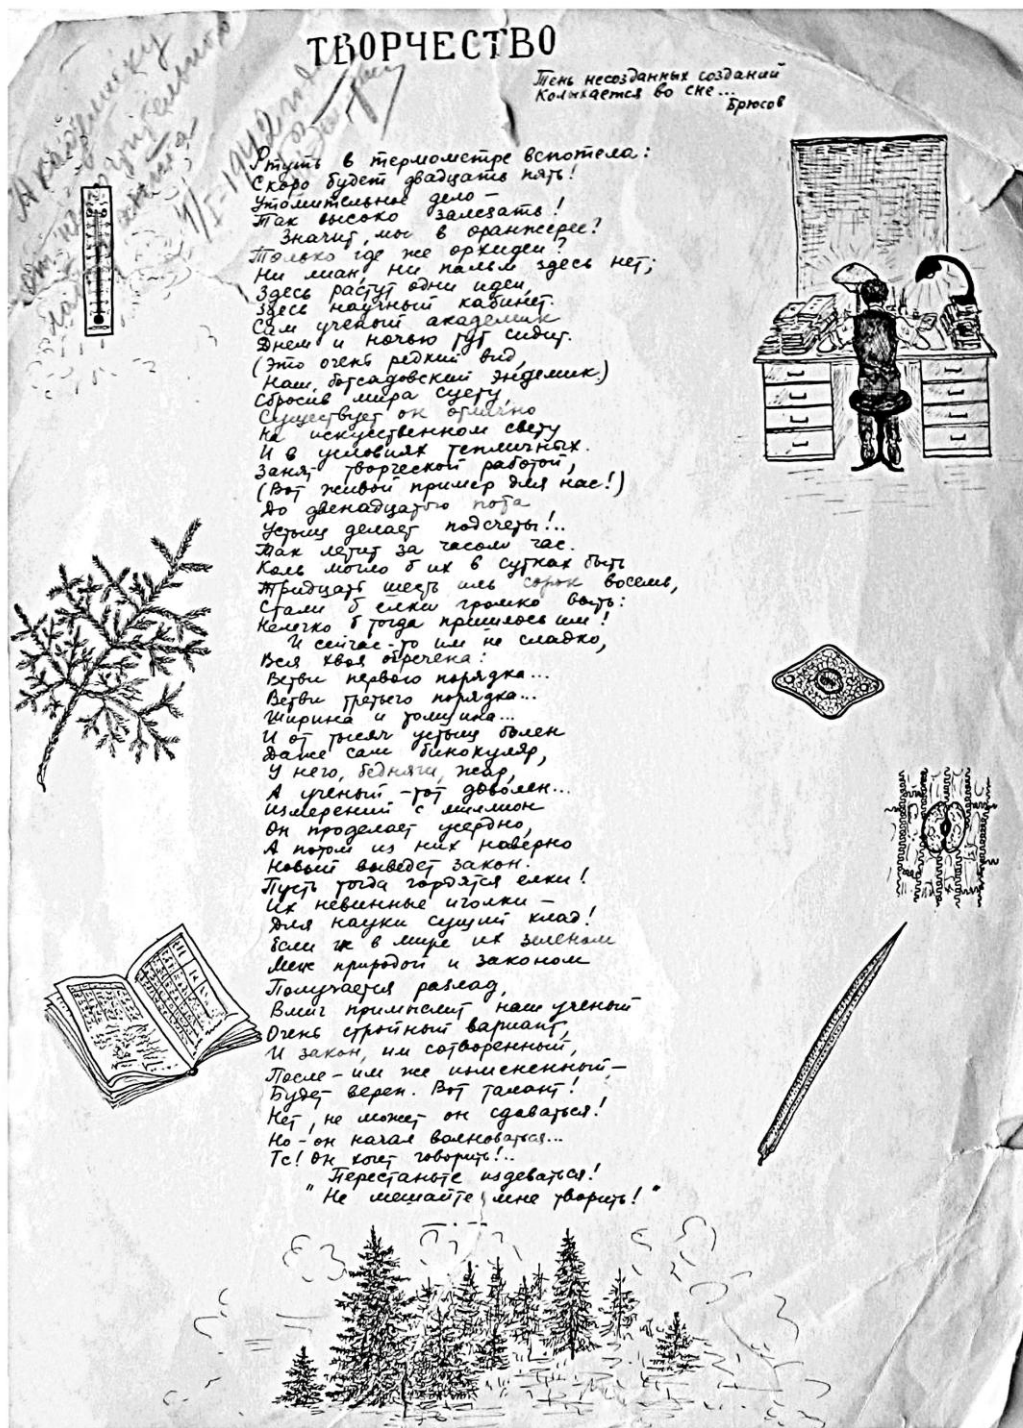 ТВОРЧЕСТВО
Тень несозданных созданий
Колыхается во сне...
Брюсов
Академику
Ртуть в термометре вспотела:
Скоро будет двадцать пять!
Утомительное дело –
Так высоко залезать!
Значит, мы в оранжерее?
Только где же орхидеи?
Ни лиан, ни пальм здесь нет;
Здесь растут одни идеи,
Здесь научный кабинет.
Сам ученый академик
Днем и ночью тут сидит.
(Это очень редкий вид,
Наш, ботсадовский эндемик.)
Сбросив мира суету,
Существует он отлично
На искусственном свету
И в условиях тепличных.
Занят творческой работой,
(Вот живой пример для нас!)
До двенадцатого пота
Устьиц делает подсчеты!..
Так летит за часом час.
Коль могло б их в сутках быть
Тридцать шесть иль сорок восемь,
Стали б елки громко выть:
Нелегко б тогда пришлось им!
И сейчас-то им не сладко,
Вся хвоя обречена:
Ветви первого порядка...
Ветви третьего порядка...
Ширина и толщина...
И от тысяч устьиц болен
Даже сам бинокуляр,
У него, бедняги, жар,
А ученый – тот доволен...
Измерений с миллион
Он проделает усердно,
А потом из них наверно
Новый выведет закон.
Пусть тогда гордятся елки!
Их невинные иголки –
Для науки сущий клад!
Если ж в мире их зеленом
Меж природой и законом
Получается разлад,
Вмиг примыслит наш ученый
Очень стройный вариант,
И закон, им сотворенный,
После – им же измененный, –
Будет верен. Вот талант!
Нет, не может он сдаваться!
Но – он начал волноваться...
Тс! Он хочет говорить!..
Перестаньте издеваться!
"Не мешайте мне творить!"